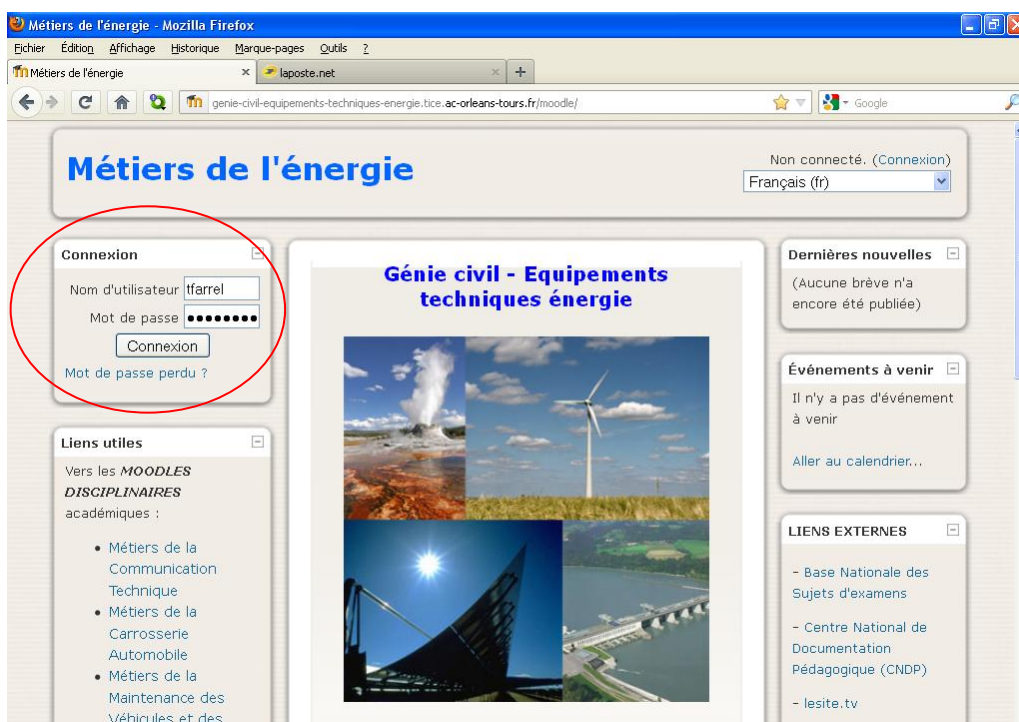 Métiers de l'énergie - Mozilla Firefox
Fichier Édition Affichage Historique Marque-pages Outils ?
Métiers de l'énergie
laposte.net
genie-civil-equipements-techniques-energie.tice.ac-orleans-tours.fr/moodle/
Google
Métiers de l'énergie
Non connecté. (Connexion)
Français (fr)
Connexion
Nom d'utilisateur tfarrel
Mot de passe ●●●●●●●●
Connexion
Mot de passe perdu ?
Liens utiles
Vers les MOODLES
DISCIPLINAIRES
académiques :
• Métiers de la
Communication
Technique
• Métiers de la
Carrosserie
Automobile
• Métiers de la
Maintenance des
Véhicules et des
Génie civil - Equipements
techniques énergie
Dernières nouvelles
(Aucune brève n'a
encore été publiée)
Événements à venir
Il n'y a pas d'événement
à venir
Aller au calendrier...
LIENS EXTERNES
- Base Nationale des
Sujets d'examens
- Centre National de
Documentation
Pédagogique (CNDP)
- lesite.tv